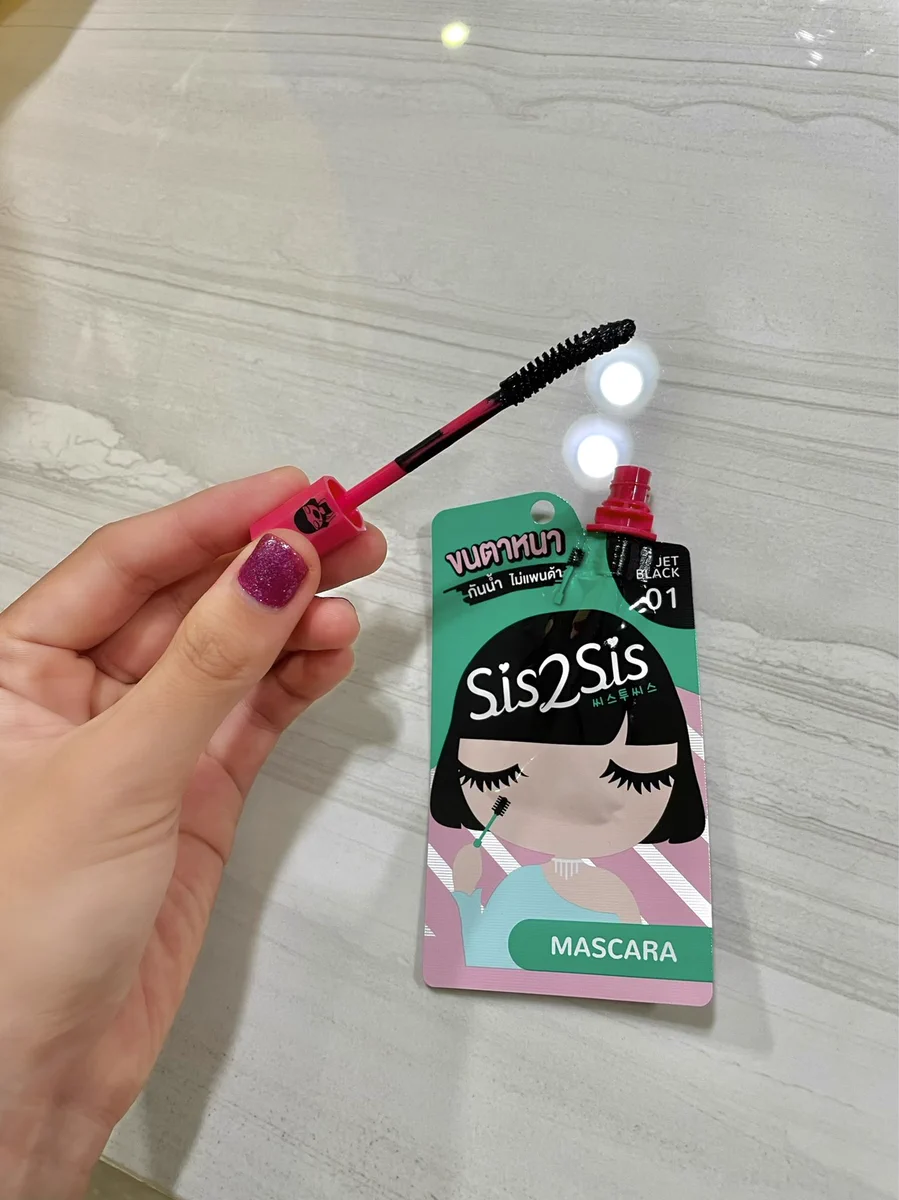 ขนตาหนา
กันน้ำ ไม่แพนด้า
JET
BLACK
01
Sis2Sis
씨스투씨스
MASCARA